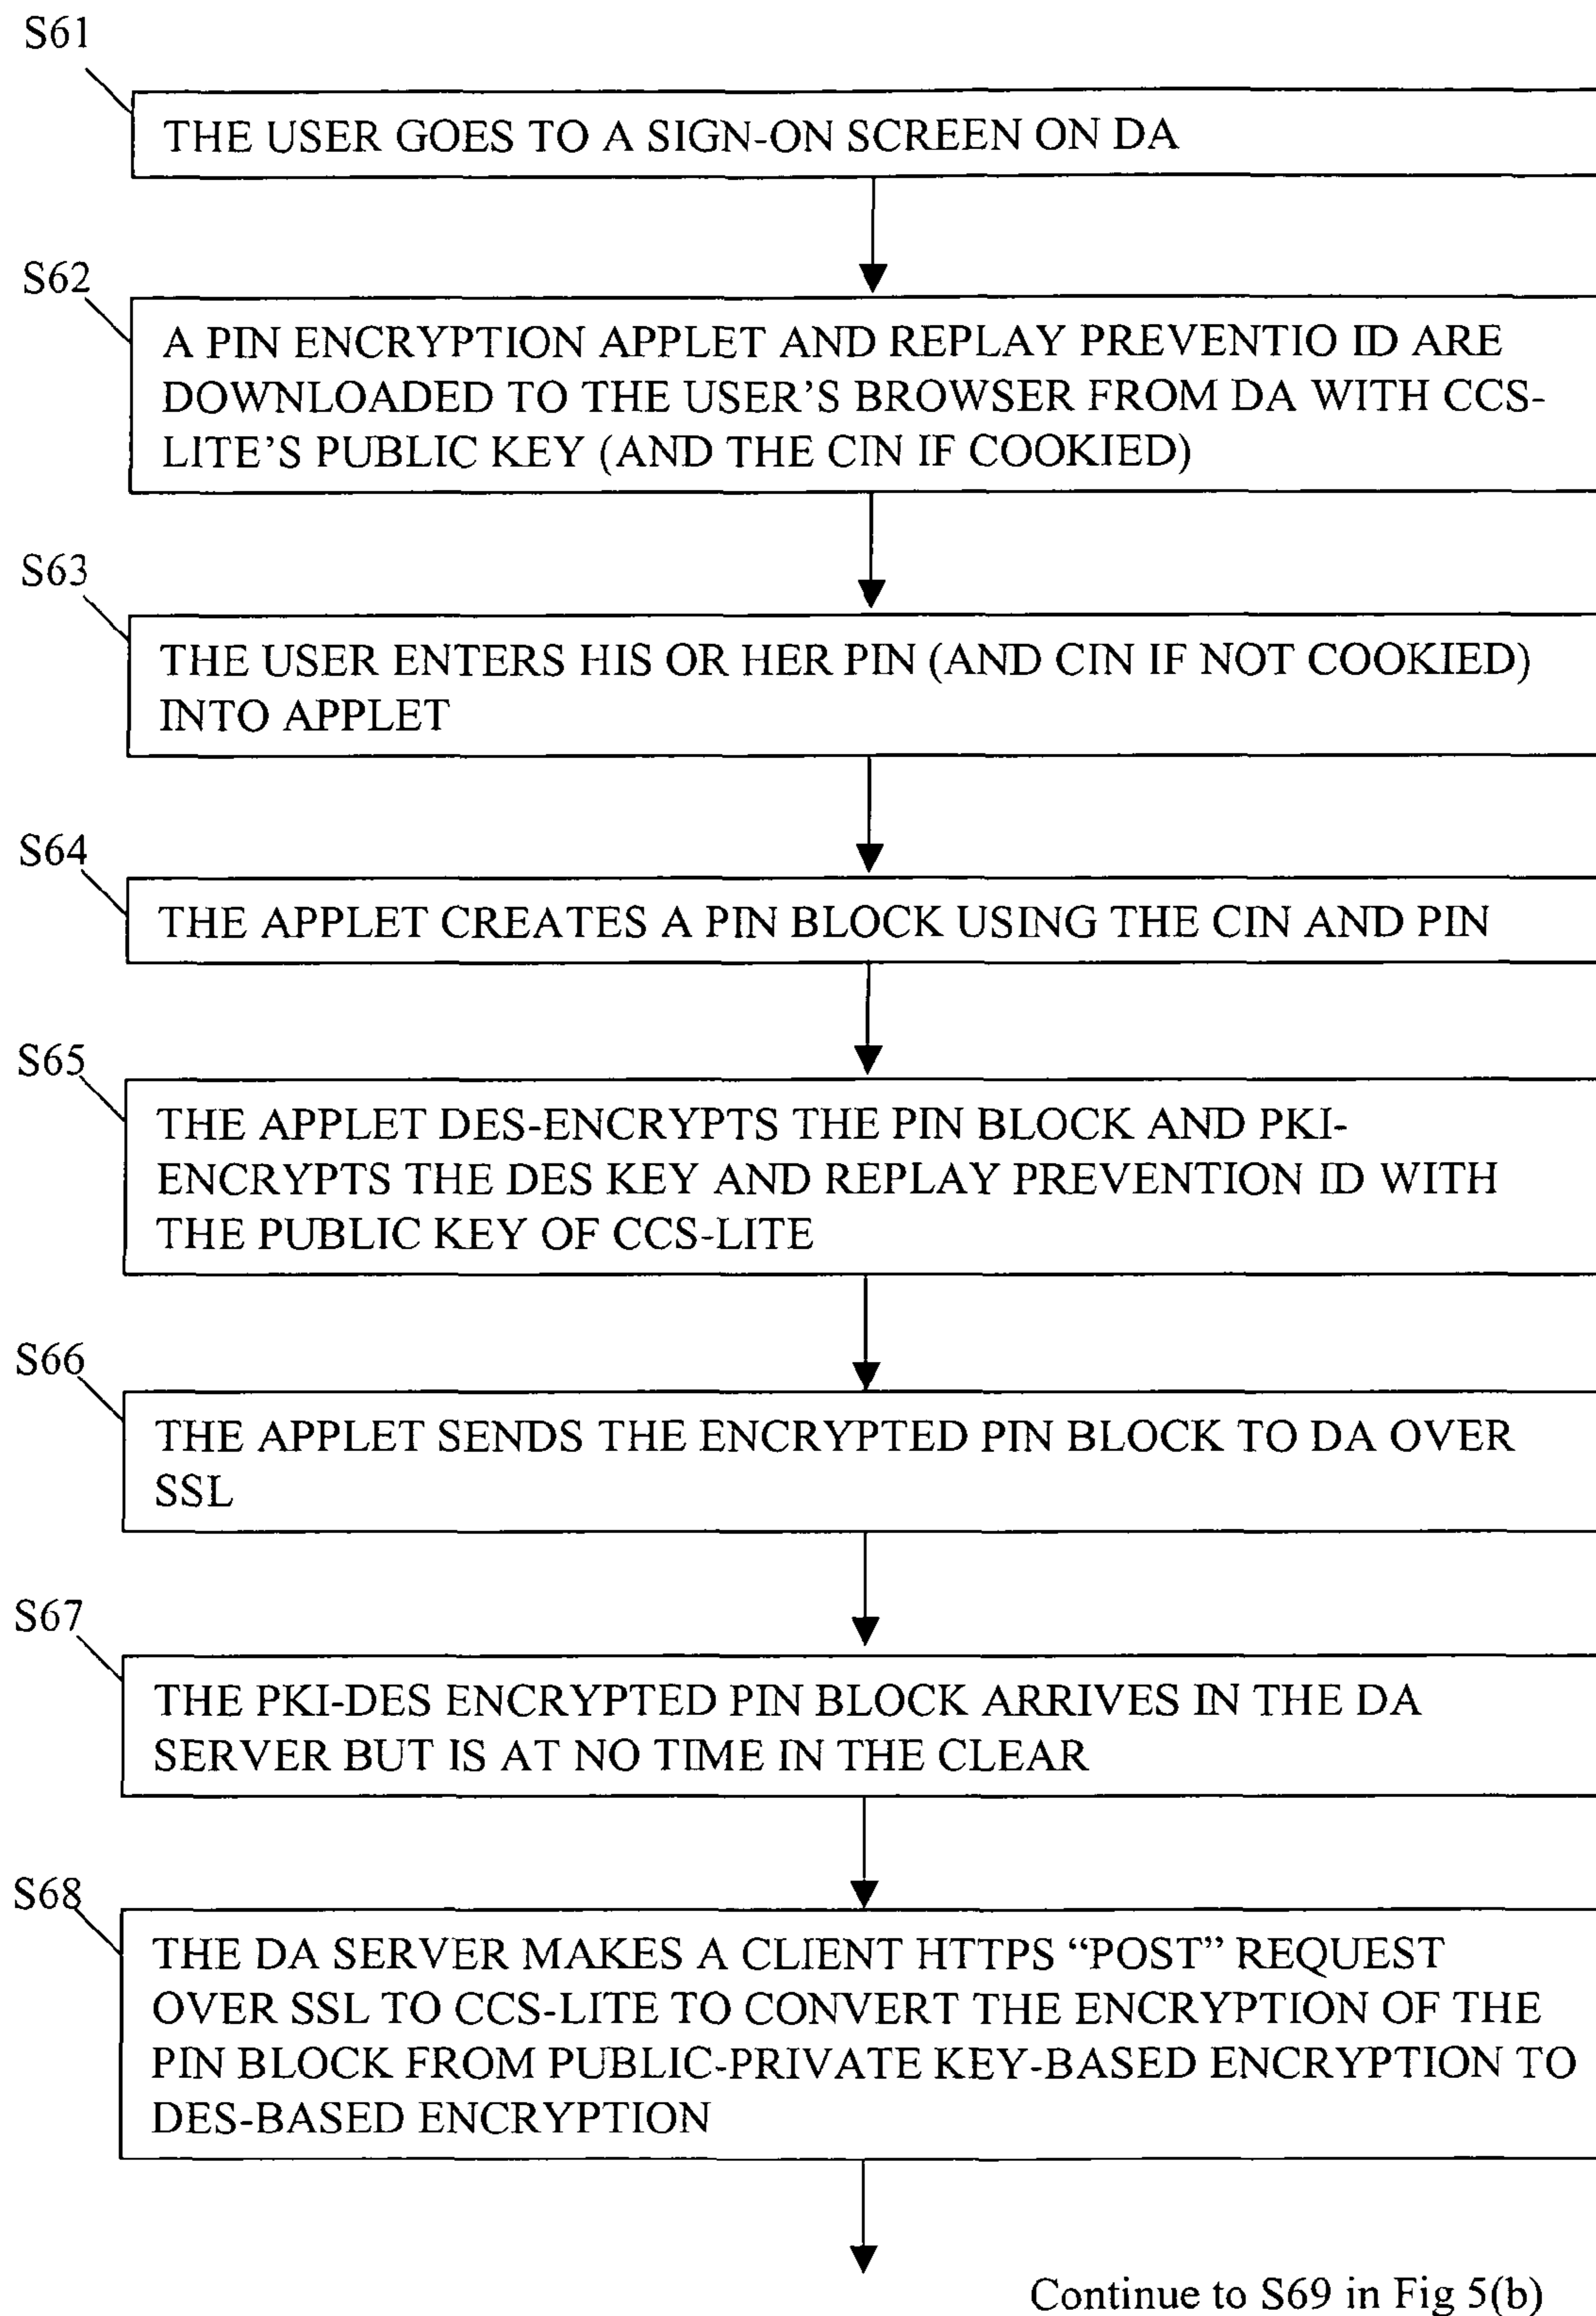 S61
THE USER GOES TO A SIGN-ON SCREEN ON DA
S62
A PIN ENCRYPTION APPLET AND REPLAY PREVENTIO ID ARE
DOWNLOADED TO THE USER'S BROWSER FROM DA WITH CCS-
LITE'S PUBLIC KEY (AND THE CIN IF COOKIED)
S63
THE USER ENTERS HIS OR HER PIN (AND CIN IF NOT COOKIED)
INTO APPLET
S64
THE APPLET CREATES A PIN BLOCK USING THE CIN AND PIN
S65
THE APPLET DES-ENCRYPTS THE PIN BLOCK AND PKI-
ENCRYPTS THE DES KEY AND REPLAY PREVENTION ID WITH
THE PUBLIC KEY OF CCS-LITE
S66
THE APPLET SENDS THE ENCRYPTED PIN BLOCK TO DA OVER
SSL
S67
THE PKI-DES ENCRYPTED PIN BLOCK ARRIVES IN THE DA
SERVER BUT IS AT NO TIME IN THE CLEAR
S68
THE DA SERVER MAKES A CLIENT HTTPS “POST” REQUEST
OVER SSL TO CCS-LITE TO CONVERT THE ENCRYPTION OF THE
PIN BLOCK FROM PUBLIC-PRIVATE KEY-BASED ENCRYPTION TO
DES-BASED ENCRYPTION
Continue to S69 in Fig 5(b)